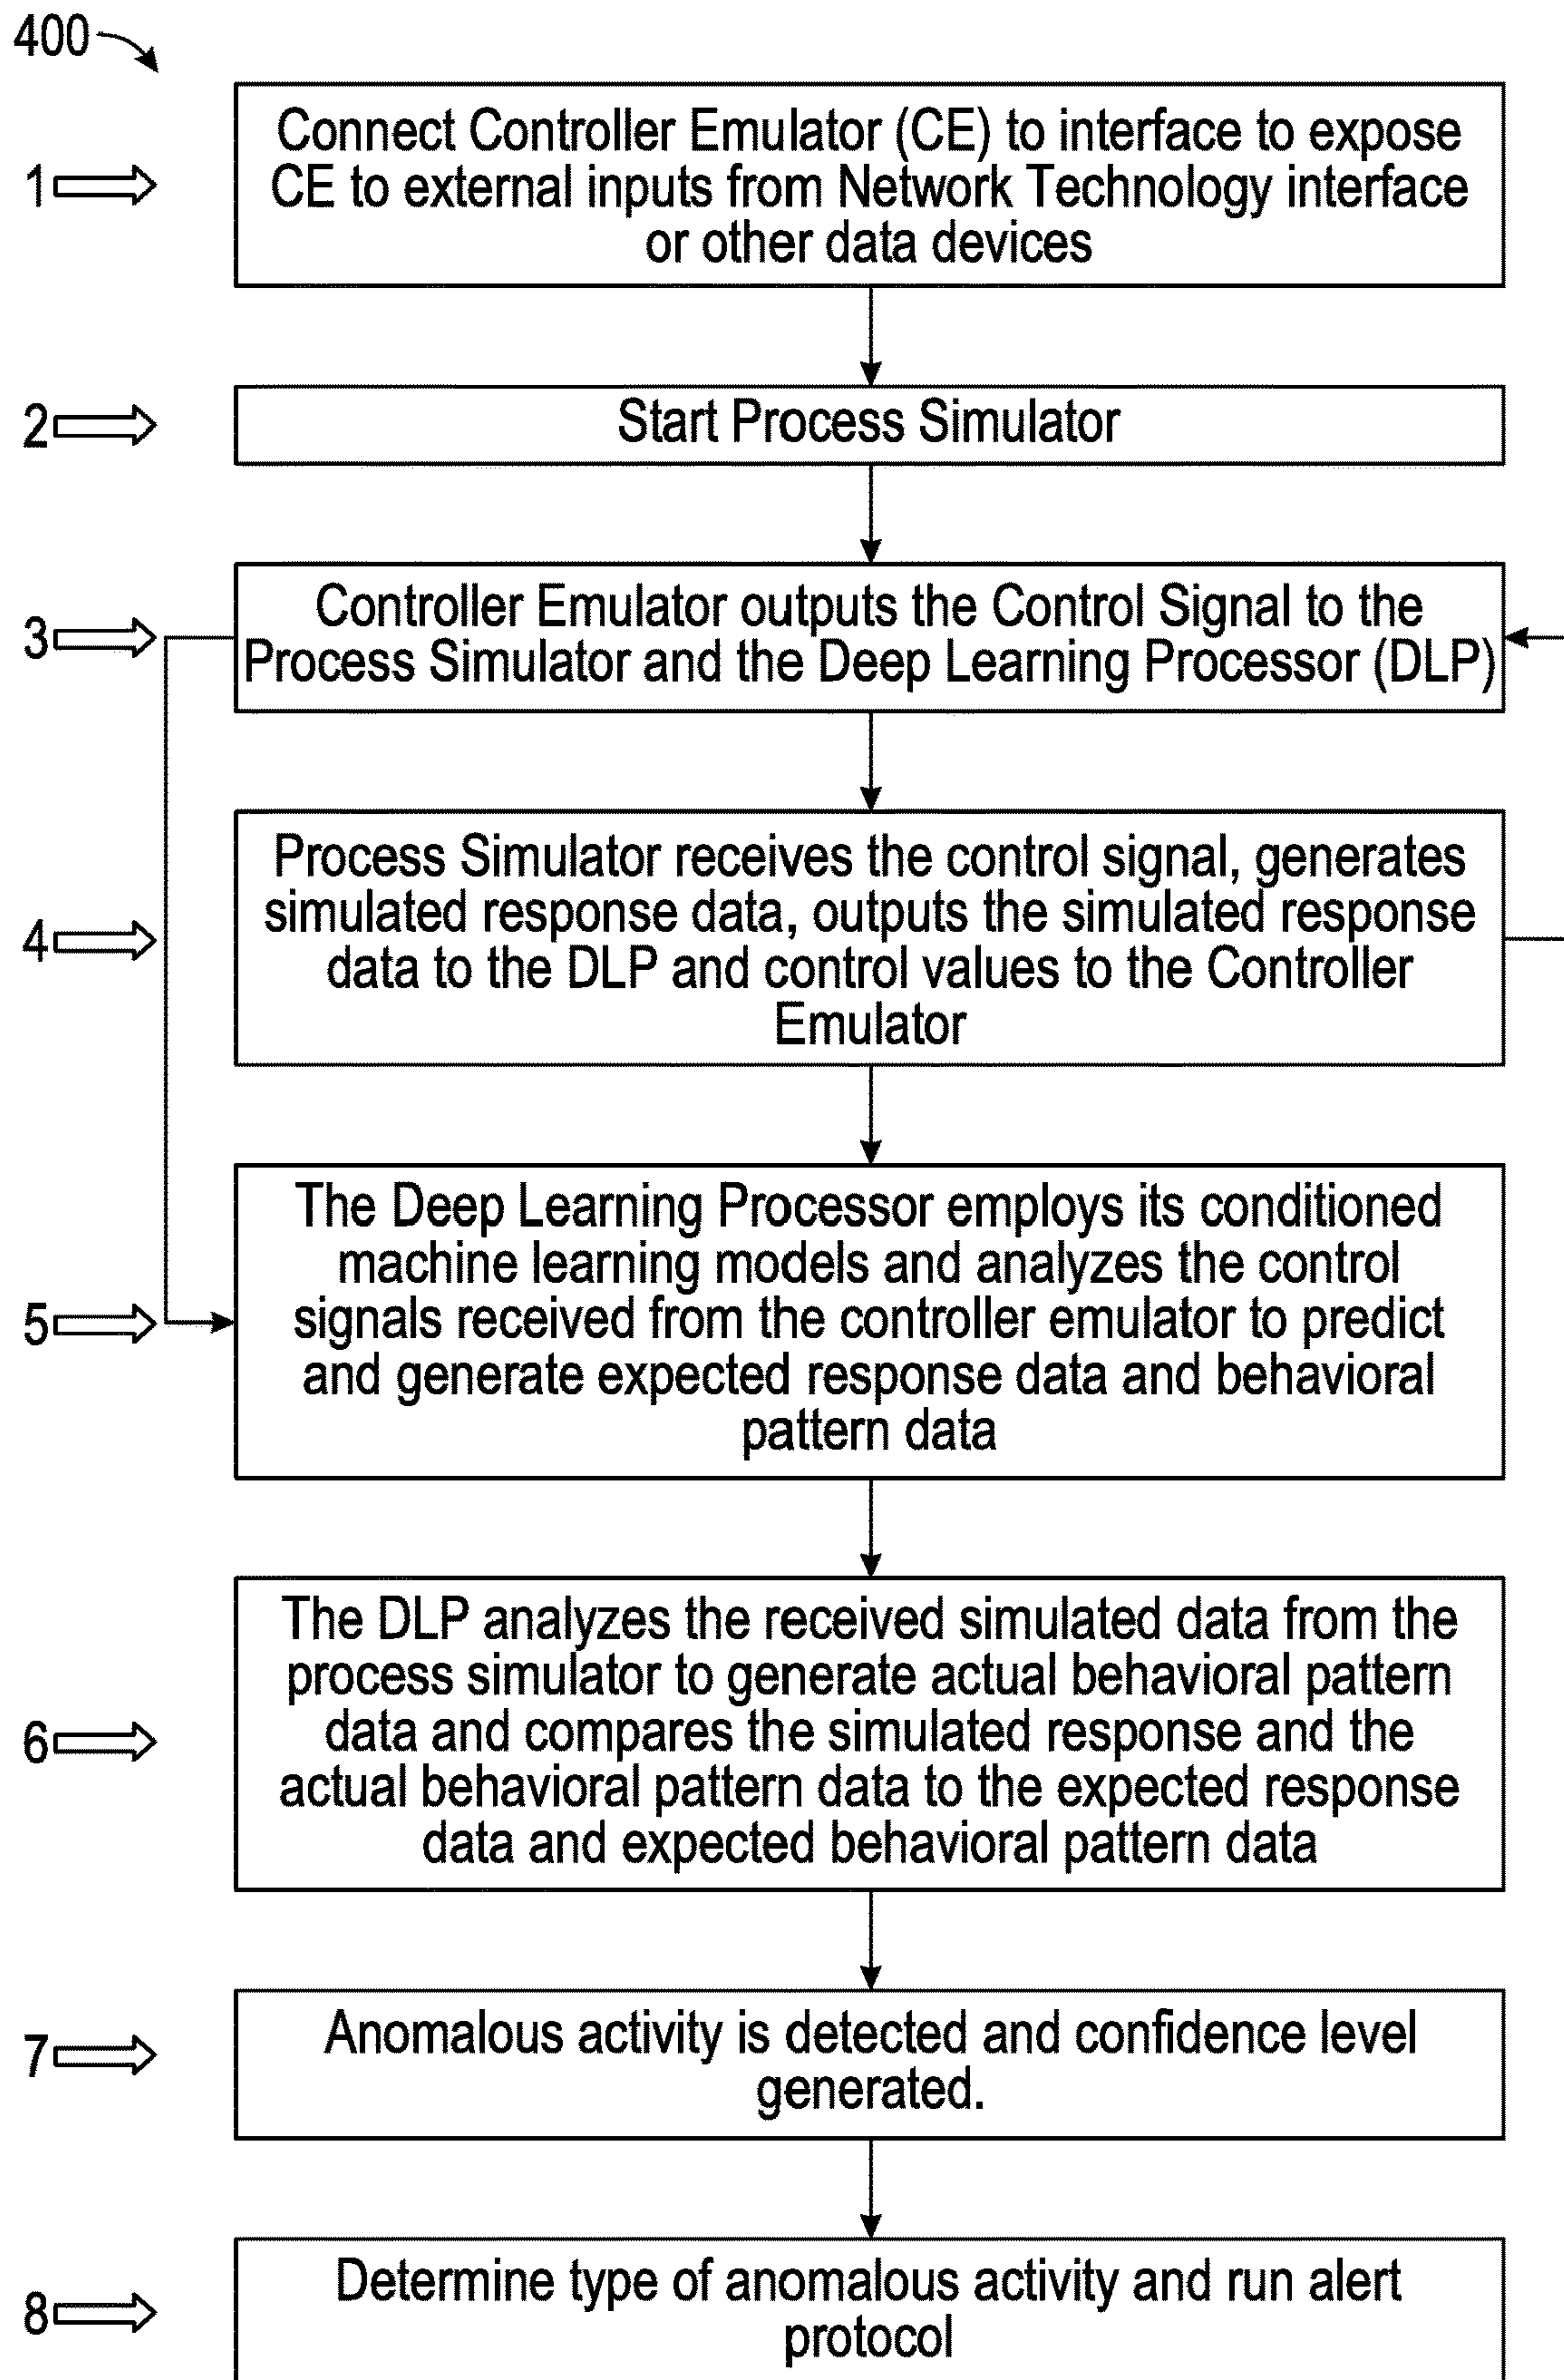 400
1
Connect Controller Emulator (CE) to interface to expose
CE to external inputs from Network Technology interface
or other data devices
2
Start Process Simulator
3
Controller Emulator outputs the Control Signal to the
Process Simulator and the Deep Learning Processor (DLP)
4
Process Simulator receives the control signal, generates
simulated response data, outputs the simulated response
data to the DLP and control values to the Controller
Emulator
5
The Deep Learning Processor employs its conditioned
machine learning models and analyzes the control
signals received from the controller emulator to predict
and generate expected response data and behavioral
pattern data
6
The DLP analyzes the received simulated data from the
process simulator to generate actual behavioral pattern
data and compares the simulated response and the
actual behavioral pattern data to the expected response
data and expected behavioral pattern data
7
Anomalous activity is detected and confidence level
generated.
8
Determine type of anomalous activity and run alert
protocol